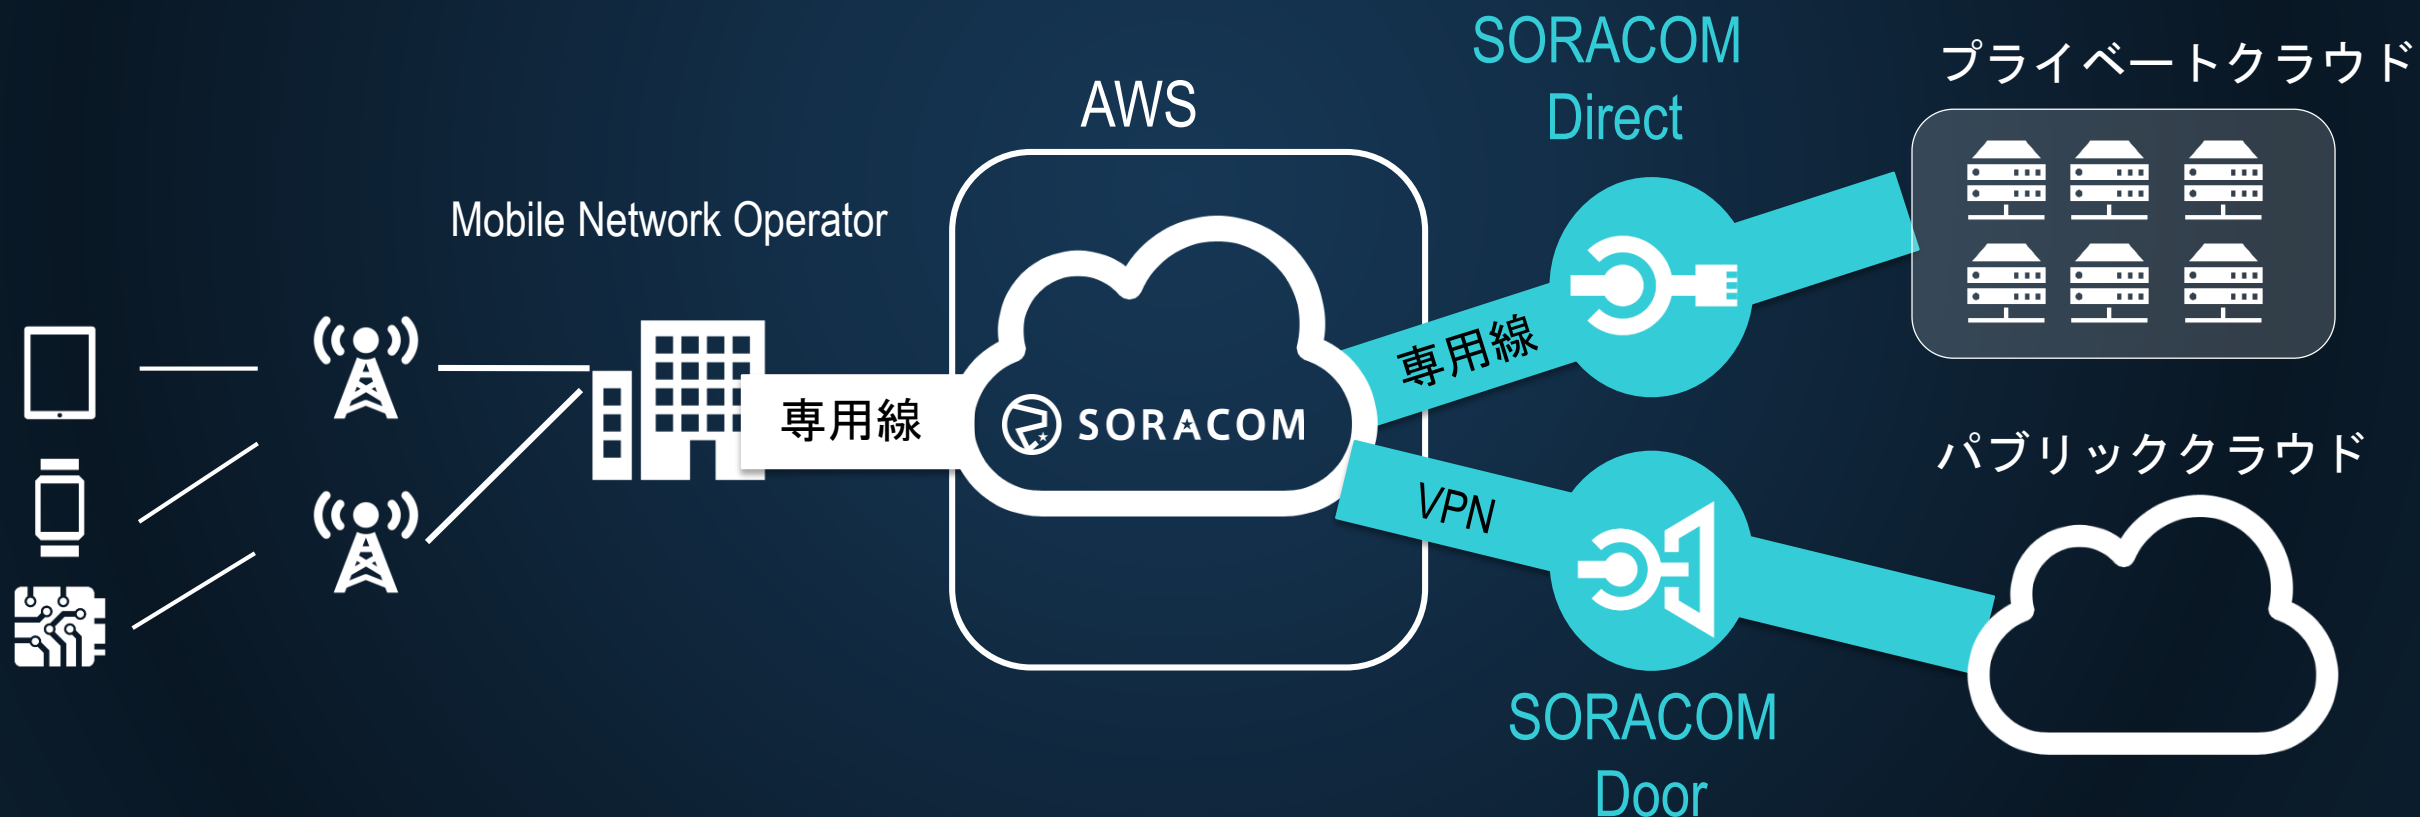 SORACOM
Direct
プライベートクラウド
AWS
Mobile Network Operator
専用線
専用線
SORACOM
パブリッククラウド
VPN
SORACOM
Door